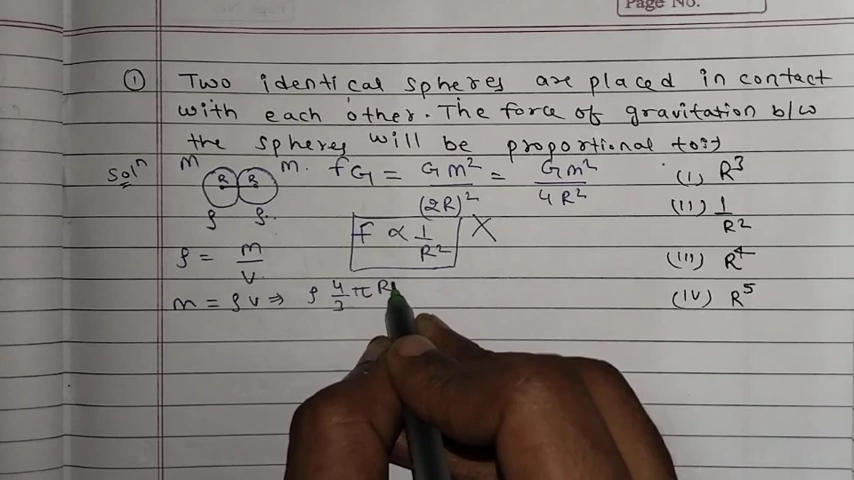 Page No.
① Two identical spheres are placed in contact
with each other. The force of gravitation b/w
the spheres will be proportional to:→
Solⁿ M R R M. fG = Gm² / (2R)² = Gm² / 4R² (i) R³
ρ ρ (ii) 1/R²
f ∝ 1/R² X
ρ = m/v (iii) R⁴
m = ρv ⇒ ρ 4/3 π R (iv) R⁵